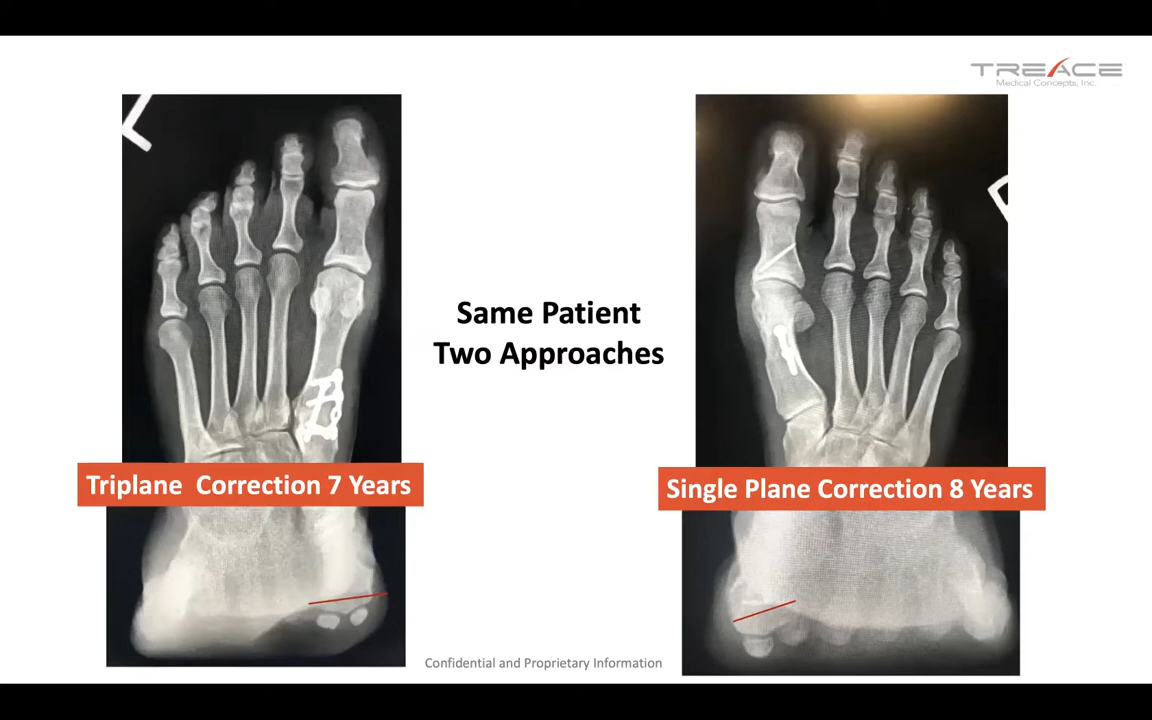 TREACE
Medical Concepts, Inc.
L
Same Patient
Two Approaches
Triplane Correction 7 Years
Single Plane Correction 8 Years
Confidential and Proprietary Information